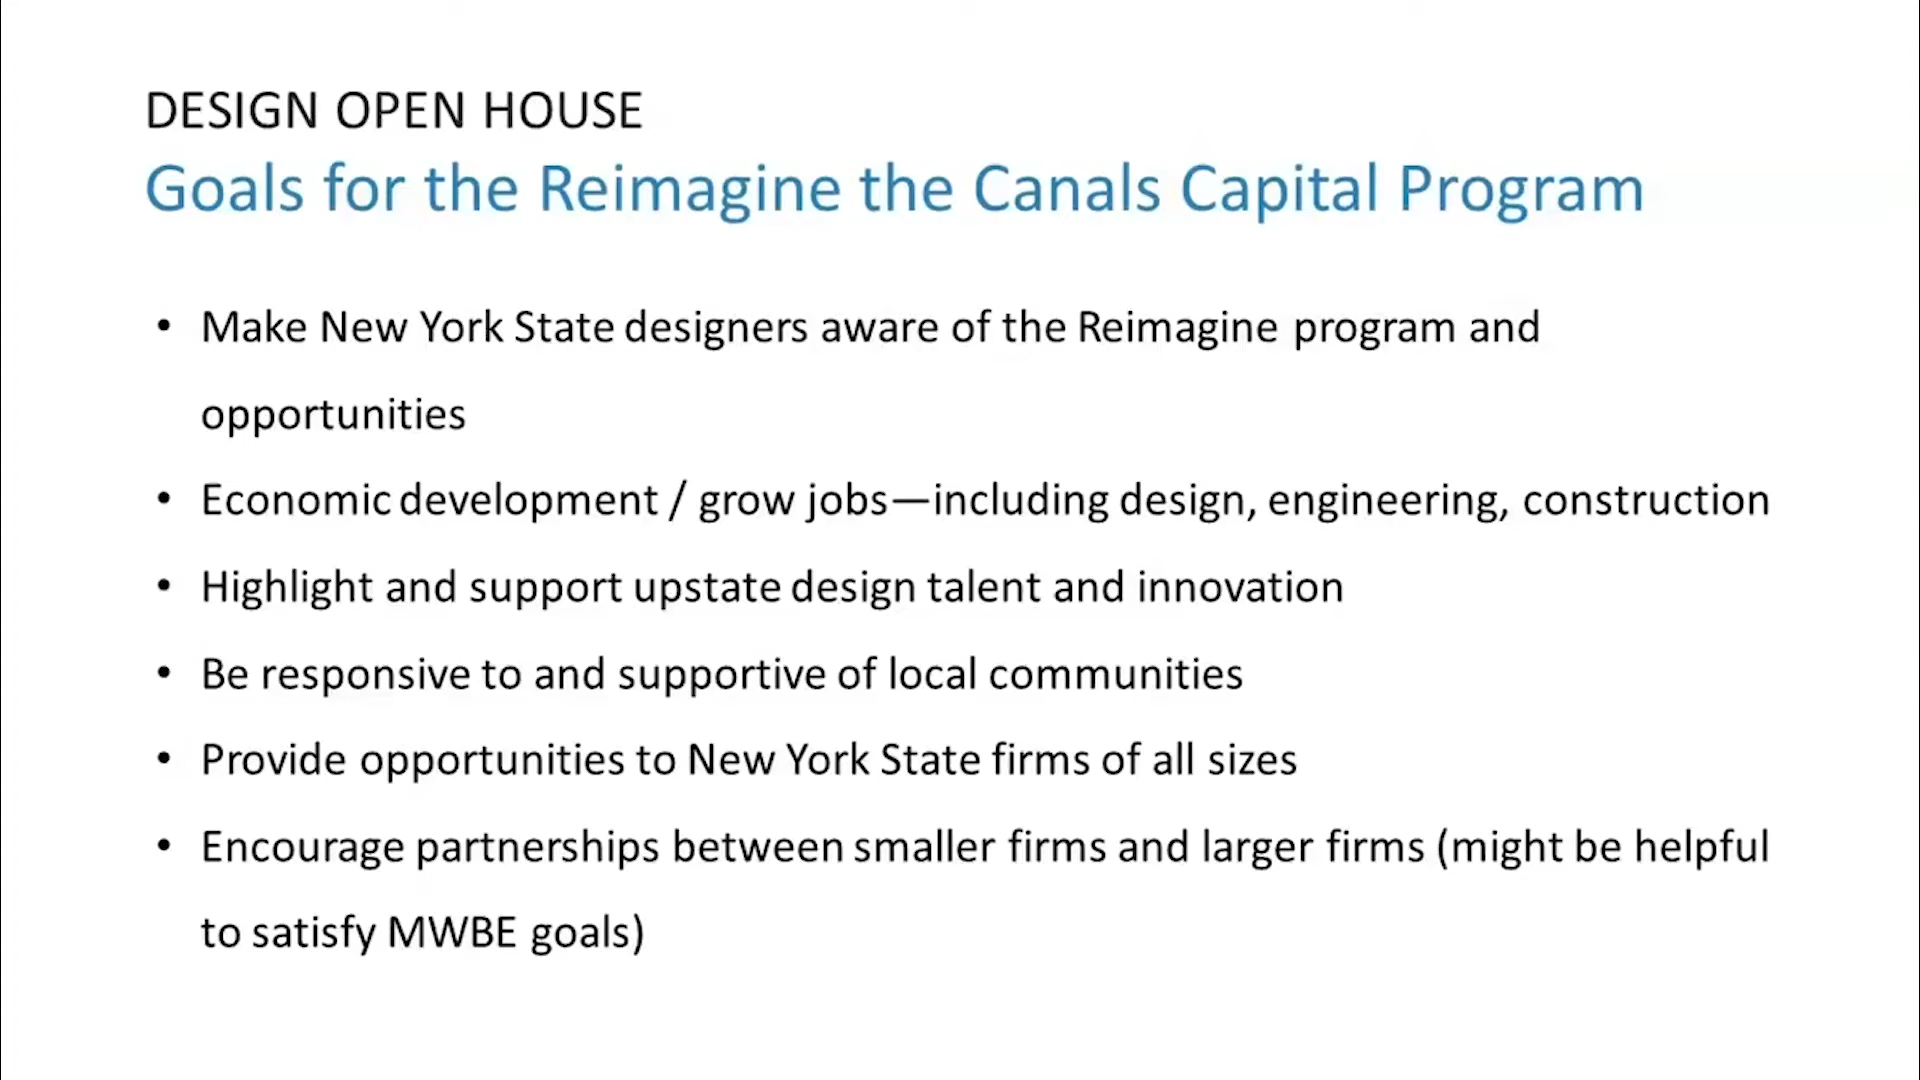 DESIGN OPEN HOUSE
Goals for the Reimagine the Canals Capital Program
• Make New York State designers aware of the Reimagine program and
opportunities
• Economic development / grow jobs—including design, engineering, construction
• Highlight and support upstate design talent and innovation
• Be responsive to and supportive of local communities
• Provide opportunities to New York State firms of all sizes
• Encourage partnerships between smaller firms and larger firms (might be helpful
to satisfy MWBE goals)